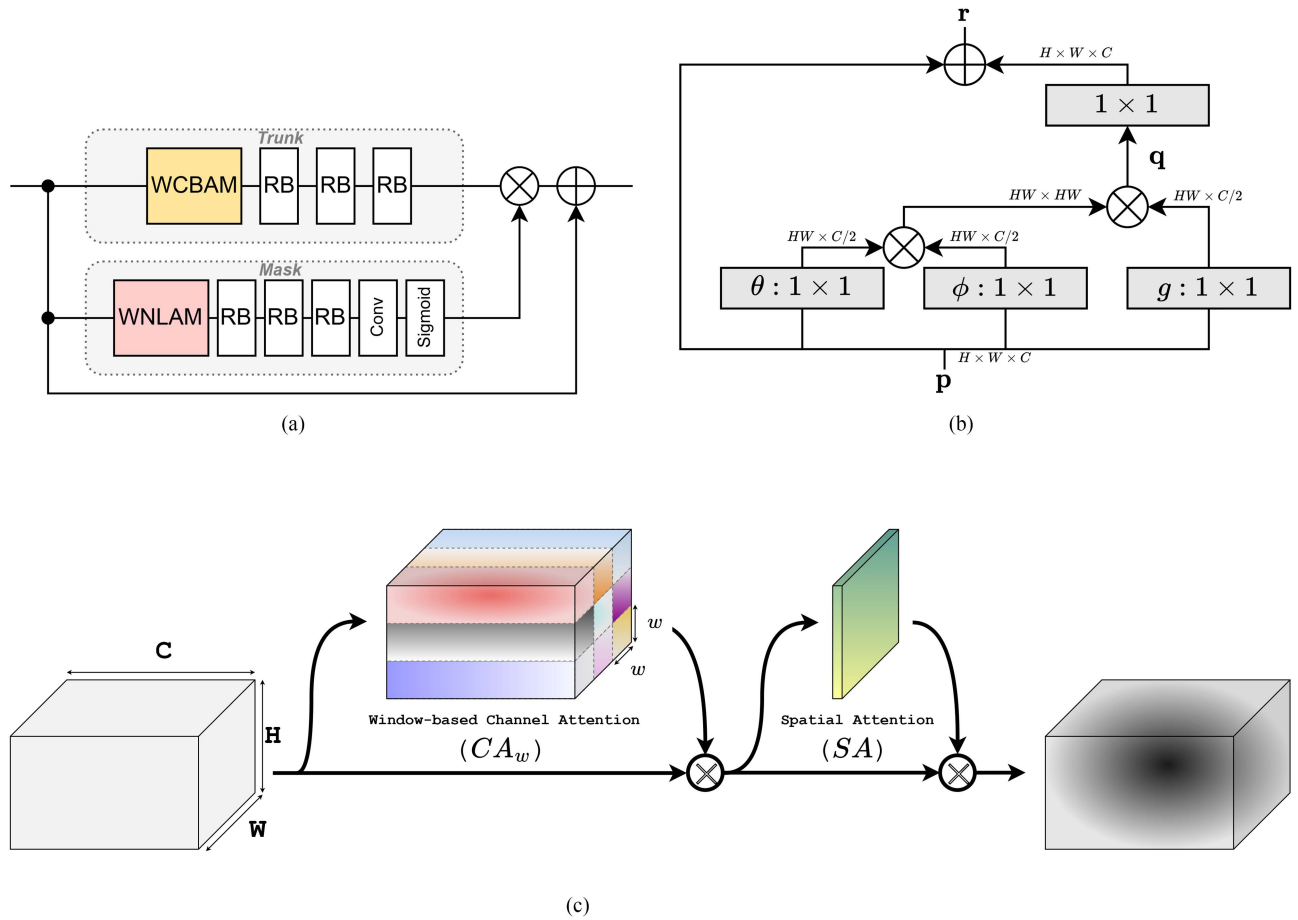 Trunk
WCBAM
RB
RB
RB
Mask
WNLAM
RB
RB
RB
Conv
Sigmoid
(a)
r
H × W × C
1 × 1
q
HW × HW
HW × C/2
HW × C/2
HW × C/2
θ : 1 × 1
ϕ : 1 × 1
g : 1 × 1
H × W × C
p
(b)
C
H
W
w
w
Window-based Channel Attention
(CA_w)
Spatial Attention
(SA)
(c)